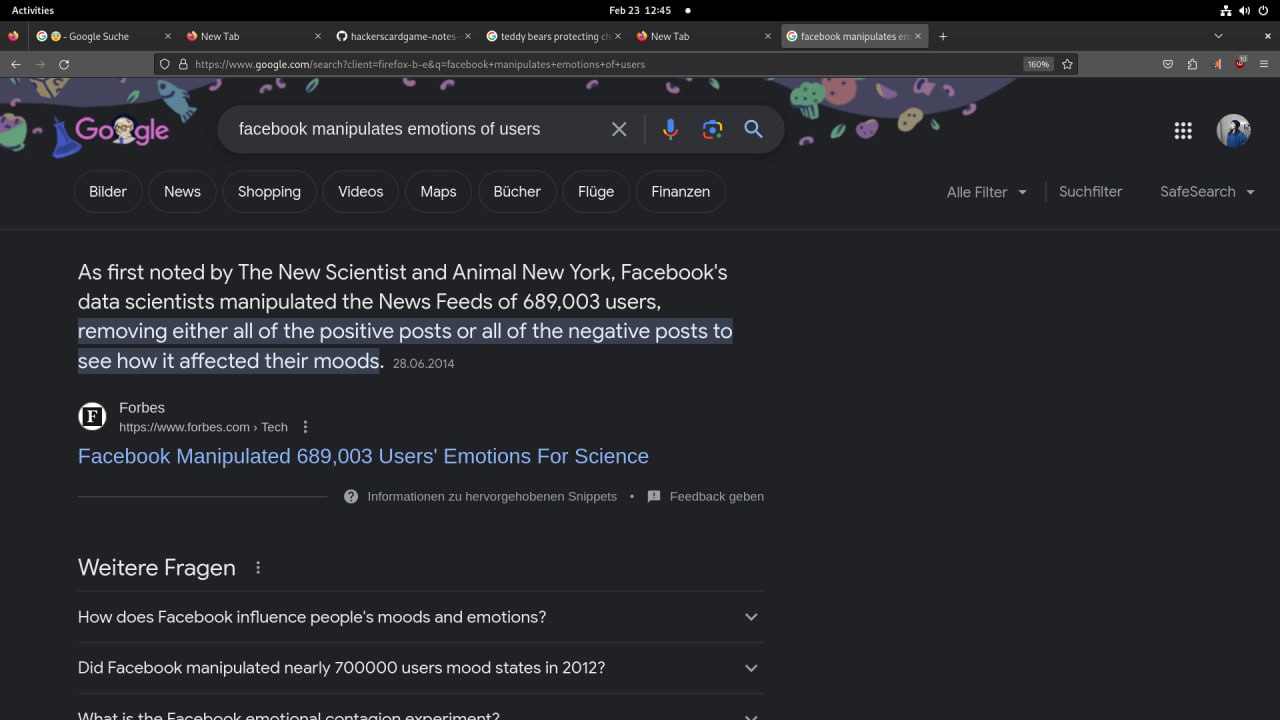 Activities
Feb 23 12:45
😨 - Google Suche
New Tab
hackerscardgame-notes-
teddy bears protecting ch
New Tab
facebook manipulates em
https://www.google.com/search?client=firefox-b-e&q=facebook+manipulates+emotions+of+users
160%
Google
facebook manipulates emotions of users
Bilder
News
Shopping
Videos
Maps
Bücher
Flüge
Finanzen
Alle Filter
Suchfilter
SafeSearch
As first noted by The New Scientist and Animal New York, Facebook's
data scientists manipulated the News Feeds of 689,003 users,
removing either all of the positive posts or all of the negative posts to
see how it affected their moods. 28.06.2014
F
Forbes
https://www.forbes.com › Tech
Facebook Manipulated 689,003 Users' Emotions For Science
Informationen zu hervorgehobenen Snippets • Feedback geben
Weitere Fragen
How does Facebook influence people's moods and emotions?
Did Facebook manipulated nearly 700000 users mood states in 2012?
What is the Facebook emotional contagion experiment?